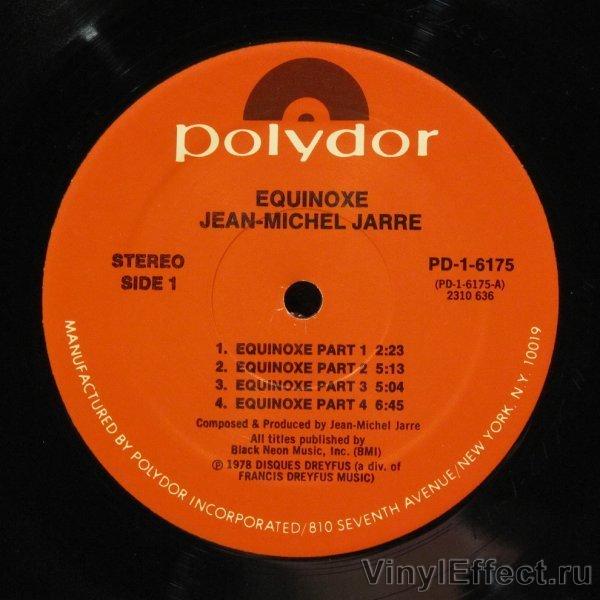 polydor
EQUINOXE
JEAN-MICHEL JARRE
STEREO
SIDE 1
PD-1-6175
(PD-1-6175-A)
2310 636
1. EQUINOXE PART 1 2:23
2. EQUINOXE PART 2 5:13
3. EQUINOXE PART 3 5:04
4. EQUINOXE PART 4 6:45
Composed & Produced by Jean-Michel Jarre
All titles published by
Black Neon Music, Inc. (BMI)
℗ 1978 DISQUES DREYFUS (a div. of
FRANCIS DREYFUS MUSIC)
MANUFACTURED BY POLYDOR INCORPORATED/810 SEVENTH AVENUE/NEW YORK, N.Y. 10019
VinylEffect.ru